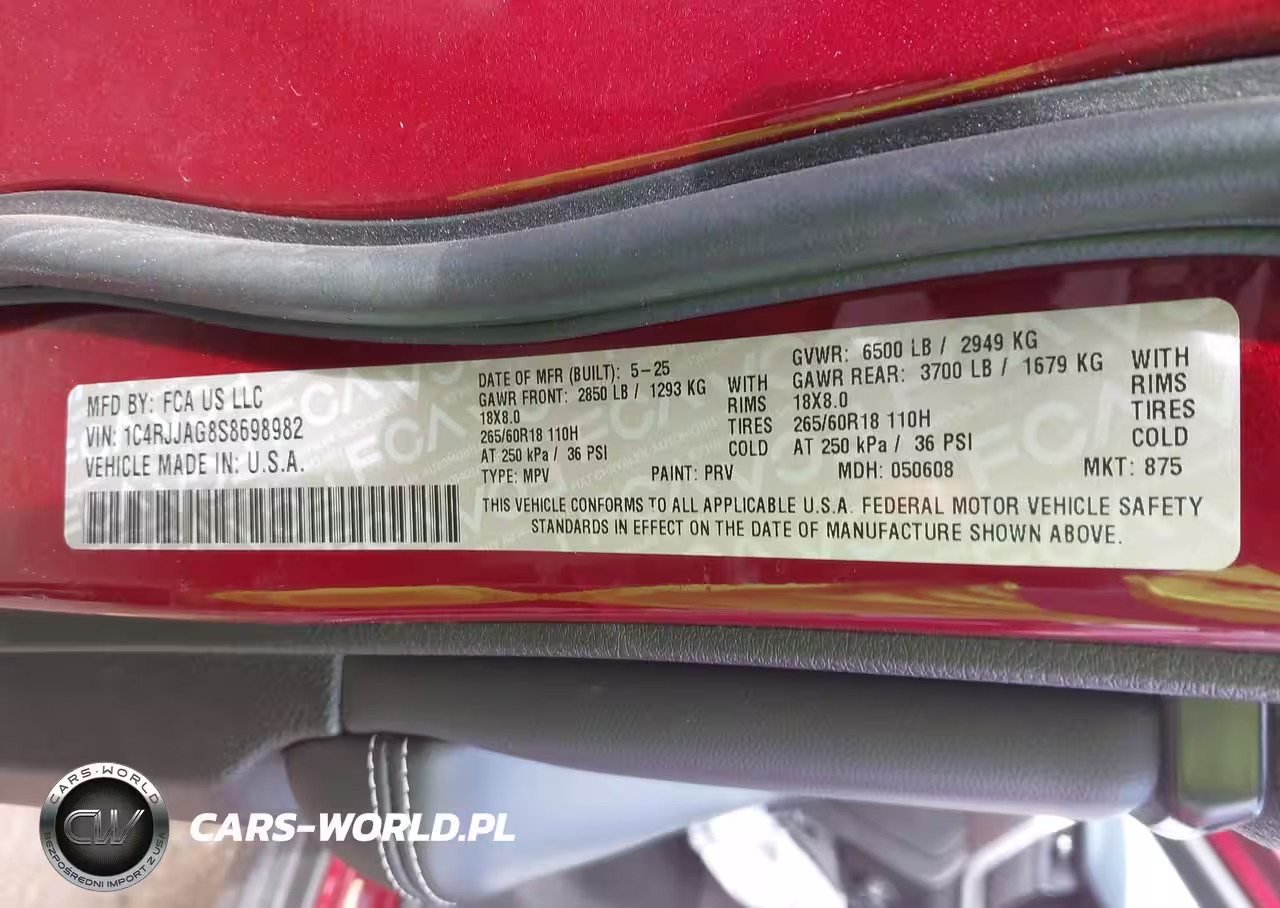 MFD BY: FCA US LLC
VIN: 1C4RJJAG8S8698982
VEHICLE MADE IN: U.S.A.
DATE OF MFR (BUILT): 5-25
GAWR FRONT: 2850 LB / 1293 KG
18X8.0
265/60R18 110H
AT 250 kPa / 36 PSI
WITH
RIMS
TIRES
COLD
GVWR: 6500 LB / 2949 KG
GAWR REAR: 3700 LB / 1679 KG
18X8.0
265/60R18 110H
AT 250 kPa / 36 PSI
WITH
RIMS
TIRES
COLD
TYPE: MPV PAINT: PRV MDH: 050608 MKT: 875
THIS VEHICLE CONFORMS TO ALL APPLICABLE U.S.A. FEDERAL MOTOR VEHICLE SAFETY
STANDARDS IN EFFECT ON THE DATE OF MANUFACTURE SHOWN ABOVE.
CARS-WORLD
CW
BEZPOŚREDNI IMPORT Z USA
CARS-WORLD.PL